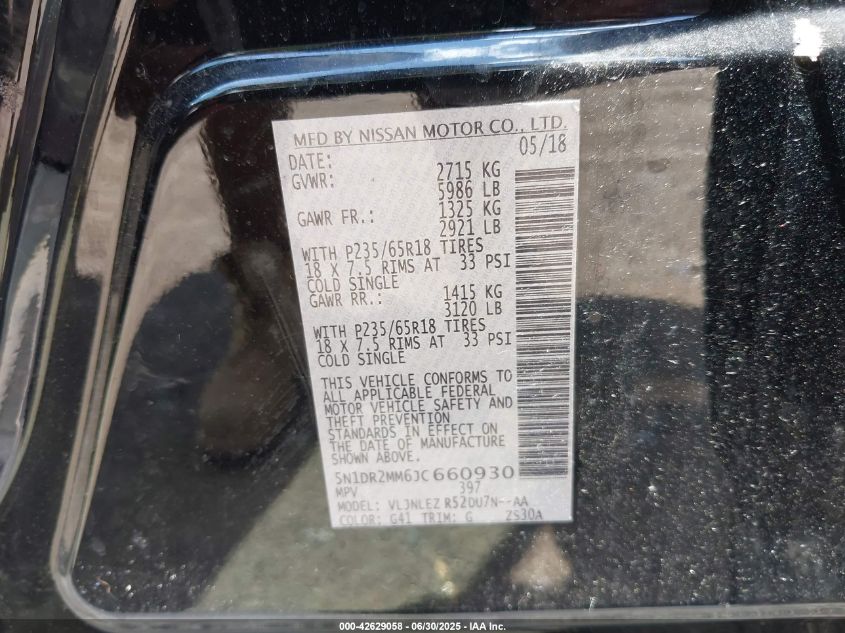 MFD BY NISSAN MOTOR CO., LTD.
DATE: 05/18
GVWR: 2715 KG
5986 LB
GAWR FR.: 1325 KG
2921 LB
WITH P235/65R18 TIRES
18 X 7.5 RIMS AT 33 PSI
COLD SINGLE
GAWR RR.: 1415 KG
3120 LB
WITH P235/65R18 TIRES
18 X 7.5 RIMS AT 33 PSI
COLD SINGLE
THIS VEHICLE CONFORMS TO
ALL APPLICABLE FEDERAL
MOTOR VEHICLE SAFETY AND
THEFT PREVENTION
STANDARDS IN EFFECT ON
THE DATE OF MANUFACTURE
SHOWN ABOVE.
5N1DR2MM6JC660930
MPV 397
MODEL: VLJNLEZ R52DU7N--AA
COLOR: G41 TRIM: G ZS30A
000-42629058 - 06/30/2025 - IAA Inc.